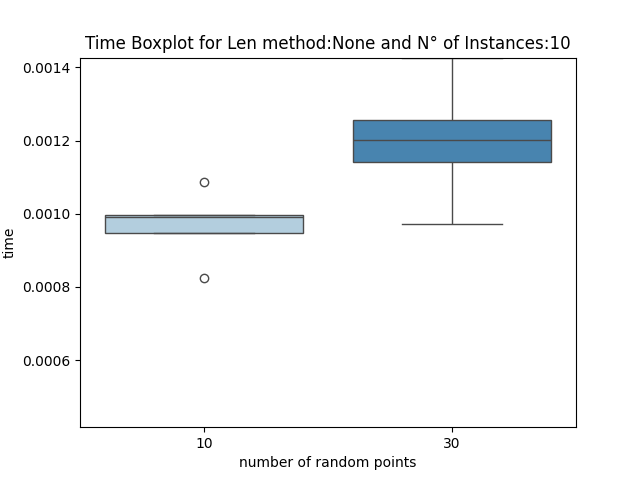 Time Boxplot for Len method:None and N° of Instances:10
0.0014
0.0012
0.0010
0.0008
0.0006
time
10 30
number of random points